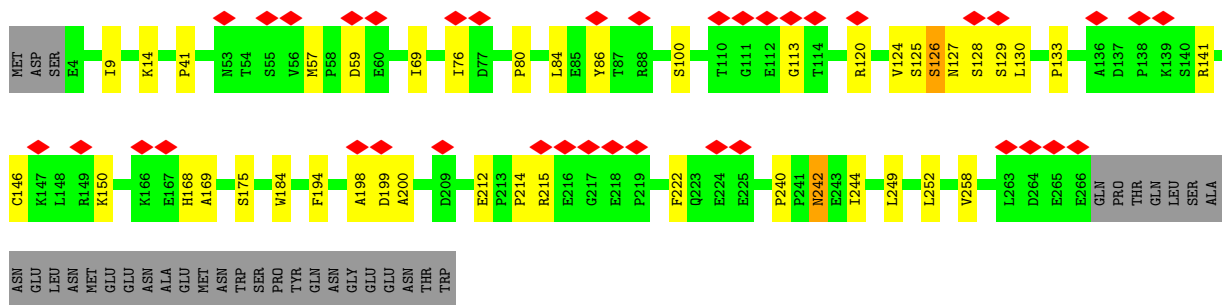 MET ASP SER E4 I9 K14 P41 N53 T54 S55 V56 M57 P58 D59 E60 I69 I76 D77 P80 L84 E85 Y86 T87 R88 S100 T110 G111 E112 G113 T114 R120 V124 S125 S126 N127 S128 S129 L130 P133 A136 D137 P138 K139 S140 R141
C146 K147 L148 R149 K150 K166 E167 H168 A169 S175 W184 F194 A198 D199 A200 D209 E212 P213 P214 R215 E216 G217 E218 P219 F222 Q223 E224 E225 P240 P241 N242 E243 I244 L249 L252 V258 L263 D264 E265 E266 GLN PRO THR GLN LEU SER ALA
ASN GLU LEU ASN MET GLU GLU ASN ALA GLU MET ASN TRP SER PRO TYR GLN ASN GLY GLU GLU ASN THR TRP